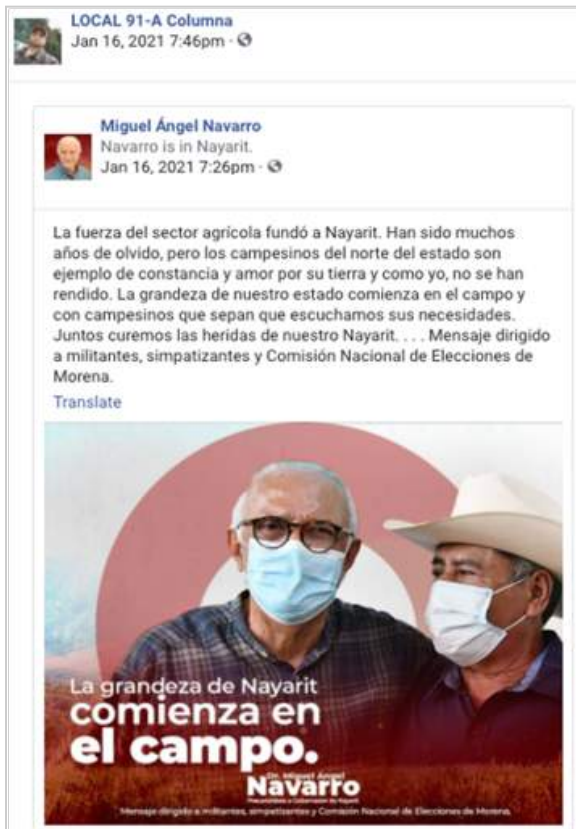 LOCAL 91-A Columna
Jan 16, 2021 7:46pm ·
Miguel Ángel Navarro
Navarro is in Nayarit.
Jan 16, 2021 7:26pm ·
La fuerza del sector agrícola fundó a Nayarit. Han sido muchos
años de olvido, pero los campesinos del norte del estado son
ejemplo de constancia y amor por su tierra y como yo, no se han
rendido. La grandeza de nuestro estado comienza en el campo y
con campesinos que sepan que escuchamos sus necesidades.
Juntos curemos las heridas de nuestro Nayarit. . . . Mensaje dirigido
a militantes, simpatizantes y Comisión Nacional de Elecciones de
Morena.
Translate
La grandeza de Nayarit
comienza en
el campo.
Dr. Miguel Ángel
Navarro
Mensaje dirigido a militantes, simpatizantes y Comisión Nacional de Elecciones de Morena.